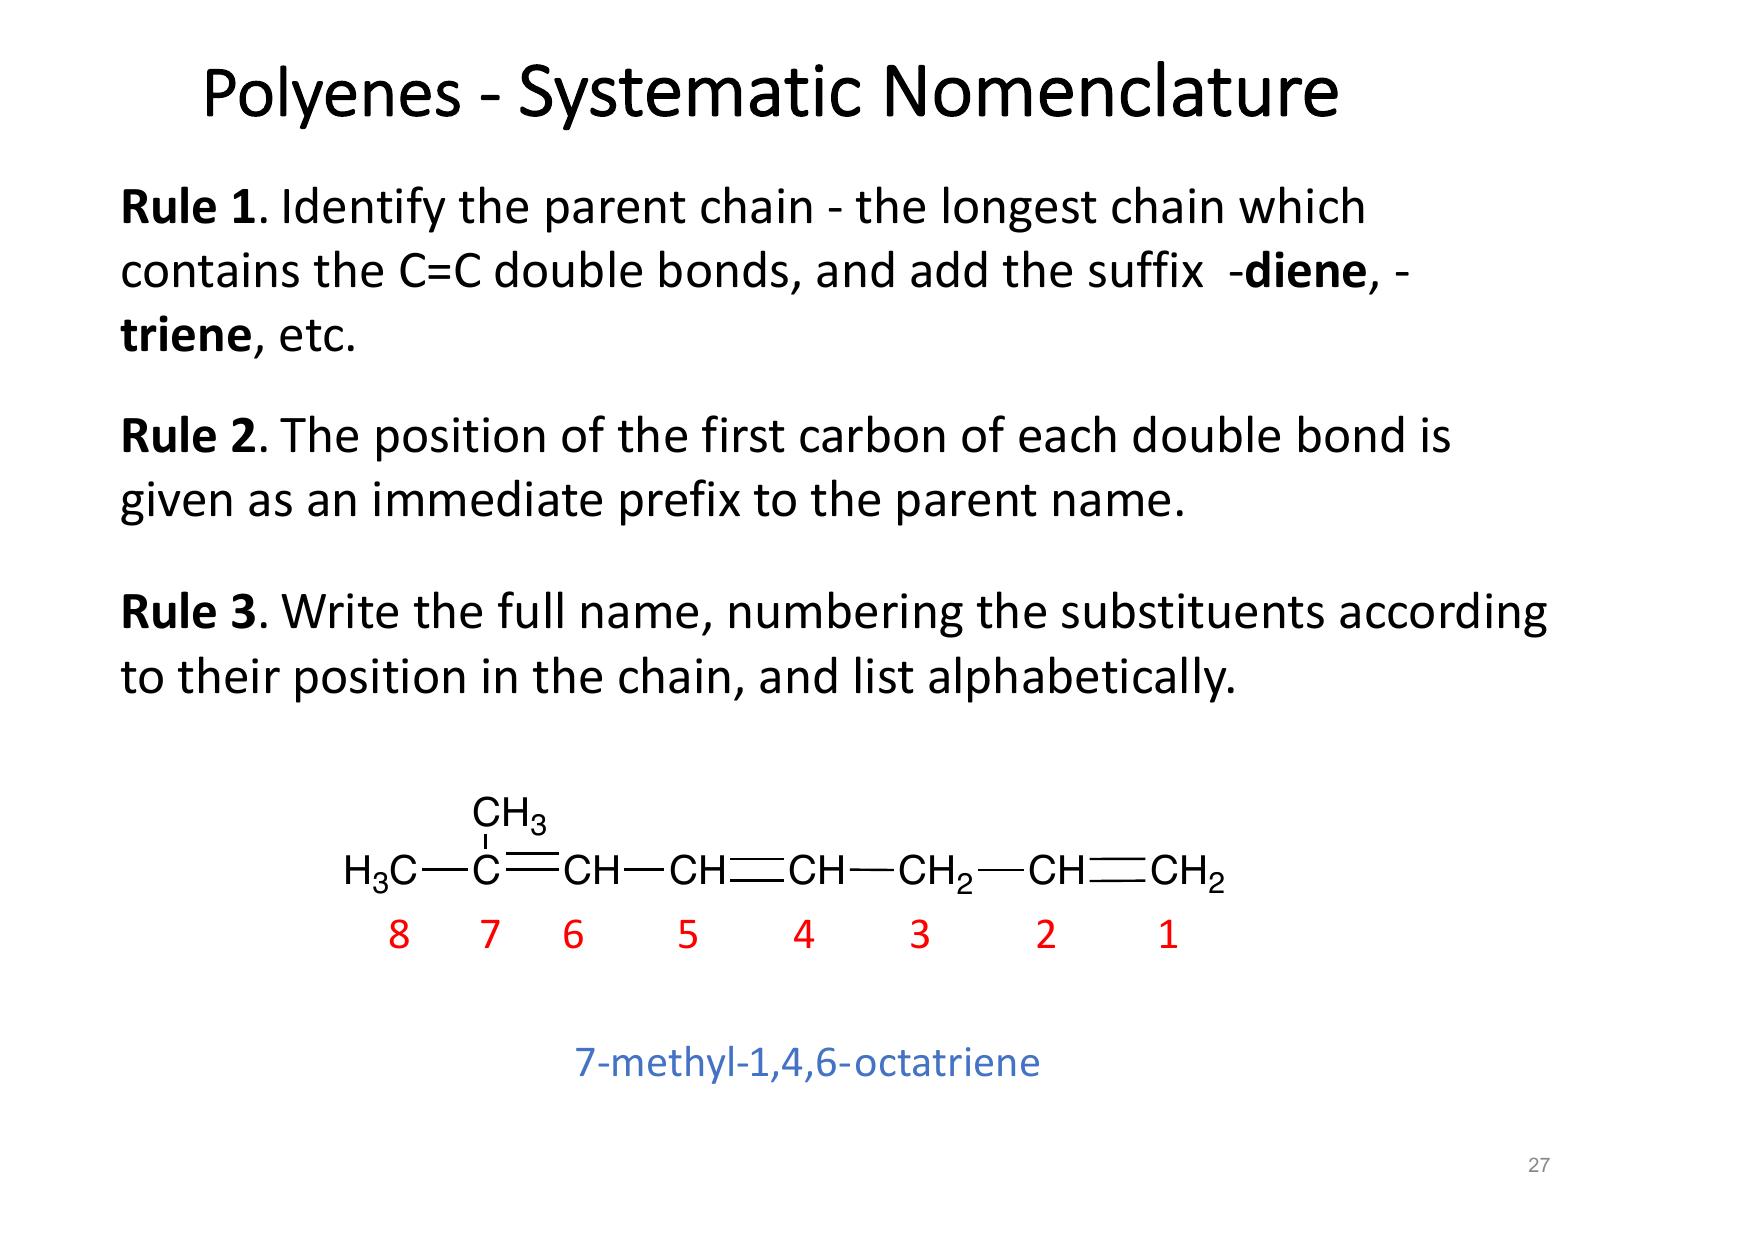 Polyenes - Systematic Nomenclature
Rule 1. Identify the parent chain - the longest chain which
contains the C=C double bonds, and add the suffix  -diene, -
triene, etc.
Rule 2. The position of the first carbon of each double bond is
given as an immediate prefix to the parent name.
Rule 3. Write the full name, numbering the substituents according
to their position in the chain, and list alphabetically.
CH3
H3C—C=CH—CH=CH—CH2—CH=CH2
8 7 6 5 4 3 2 1
7-methyl-1,4,6-octatriene
27